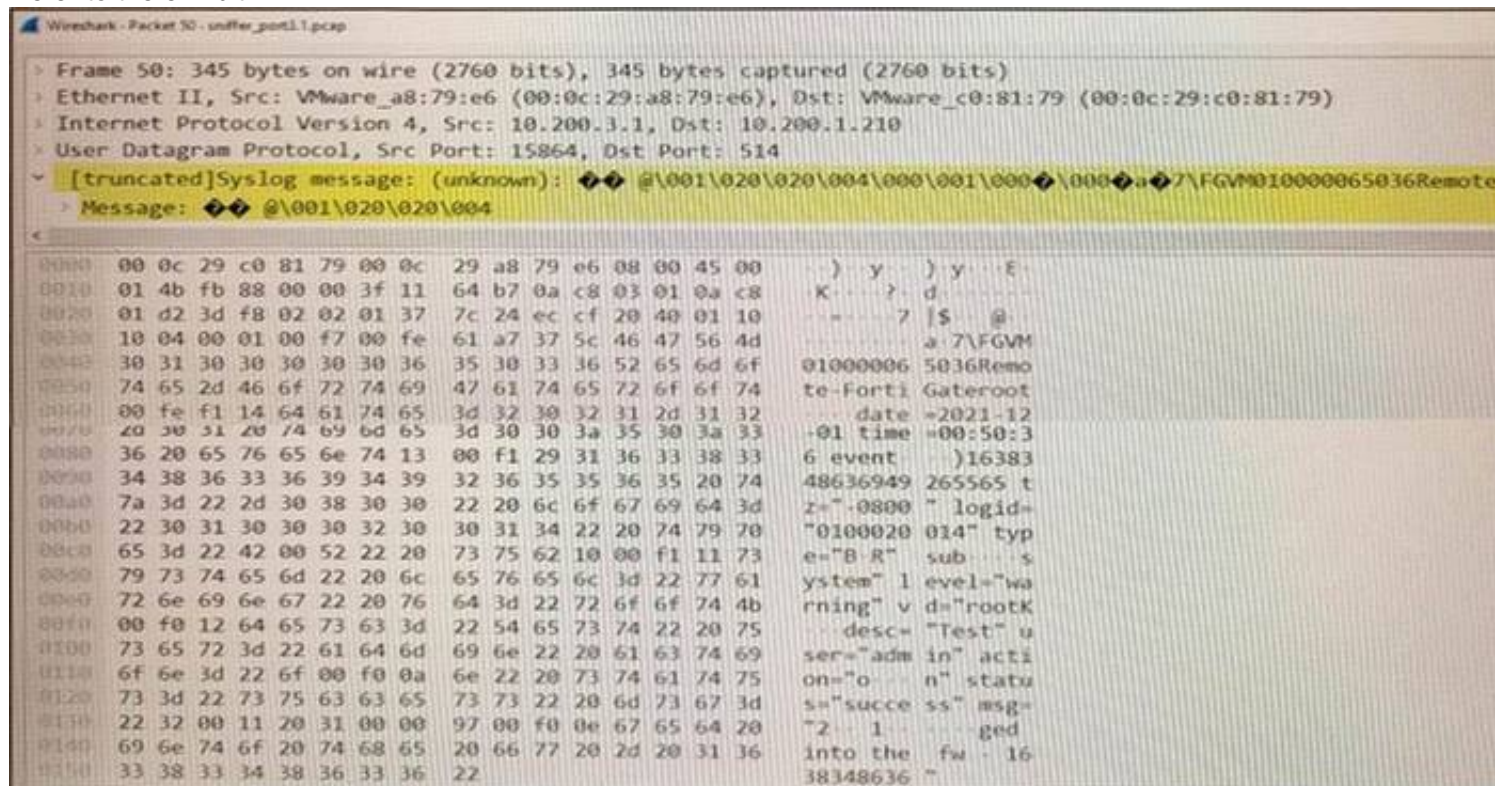 Wireshark · Packet 50 · sniffer_port1.1.pcap
> Frame 50: 345 bytes on wire (2760 bits), 345 bytes captured (2760 bits)
> Ethernet II, Src: VMware_a8:79:e6 (00:0c:29:a8:79:e6), Dst: VMware_c0:81:79 (00:0c:29:c0:81:79)
> Internet Protocol Version 4, Src: 10.200.3.1, Dst: 10.200.1.210
> User Datagram Protocol, Src Port: 15864, Dst Port: 514
[truncated]Syslog message: (unknown): �� @\001\020\020\004\000\001\000�\000�a�7\FGVM010000065036Remote
> Message: �� @\001\020\020\004
0000 00 0c 29 c0 81 79 00 0c 29 a8 79 e6 08 00 45 00 ··)··y··)·y···E·
0010 01 4b fb 88 00 00 3f 11 64 b7 0a c8 03 01 0a c8 ·K····?·d·······
0020 01 d2 3d f8 02 02 01 37 7c 24 ec cf 20 40 01 10 ··=····7|$·· @··
0030 10 04 00 01 00 f7 00 fe 61 a7 37 5c 46 47 56 4d ········a·7\FGVM
0040 30 31 30 30 30 30 30 36 35 30 33 36 52 65 6d 6f 01000006 5036Remo
0050 74 65 2d 46 6f 72 74 69 47 61 74 65 72 6f 6f 74 te-Forti Gateroot
0060 00 fe f1 14 64 61 74 65 3d 32 30 32 31 2d 31 32 ····date =2021-12
0070 2d 30 31 20 74 69 6d 65 3d 30 30 3a 35 30 3a 33 -01 time =00:50:3
0080 36 20 65 76 65 6e 74 13 00 f1 29 31 36 33 38 33 6 event· ··)16383
0090 34 38 36 33 36 39 34 39 32 36 35 35 36 35 20 74 48636949 265565 t
00a0 7a 3d 22 2d 30 38 30 30 22 20 6c 6f 67 69 64 3d z="-0800 " logid=
00b0 22 30 31 30 30 30 32 30 30 31 34 22 20 74 79 70 "0100020 014" typ
00c0 65 3d 22 42 00 52 22 20 73 75 62 10 00 f1 11 73 e="B·R" sub····s
00d0 79 73 74 65 6d 22 20 6c 65 76 65 6c 3d 22 77 61 ystem" l evel="wa
00e0 72 6e 69 6e 67 22 20 76 64 3d 22 72 6f 6f 74 4b rning" v d="rootK
00f0 00 f0 12 64 65 73 63 3d 22 54 65 73 74 22 20 75 ···desc= "Test" u
0100 73 65 72 3d 22 61 64 6d 69 6e 22 20 61 63 74 69 ser="adm in" acti
0110 6f 6e 3d 22 6f 00 f0 0a 6e 22 20 73 74 61 74 75 on="o··· n" statu
0120 73 3d 22 73 75 63 63 65 73 73 22 20 6d 73 67 3d s="succe ss" msg=
0130 22 32 00 11 20 31 00 00 97 00 f0 0e 67 65 64 20 "2·· 1·· ····ged
0140 69 6e 74 6f 20 74 68 65 20 66 77 20 2d 20 31 36 into the fw - 16
0150 33 38 33 34 38 36 33 36 22 38348636 "